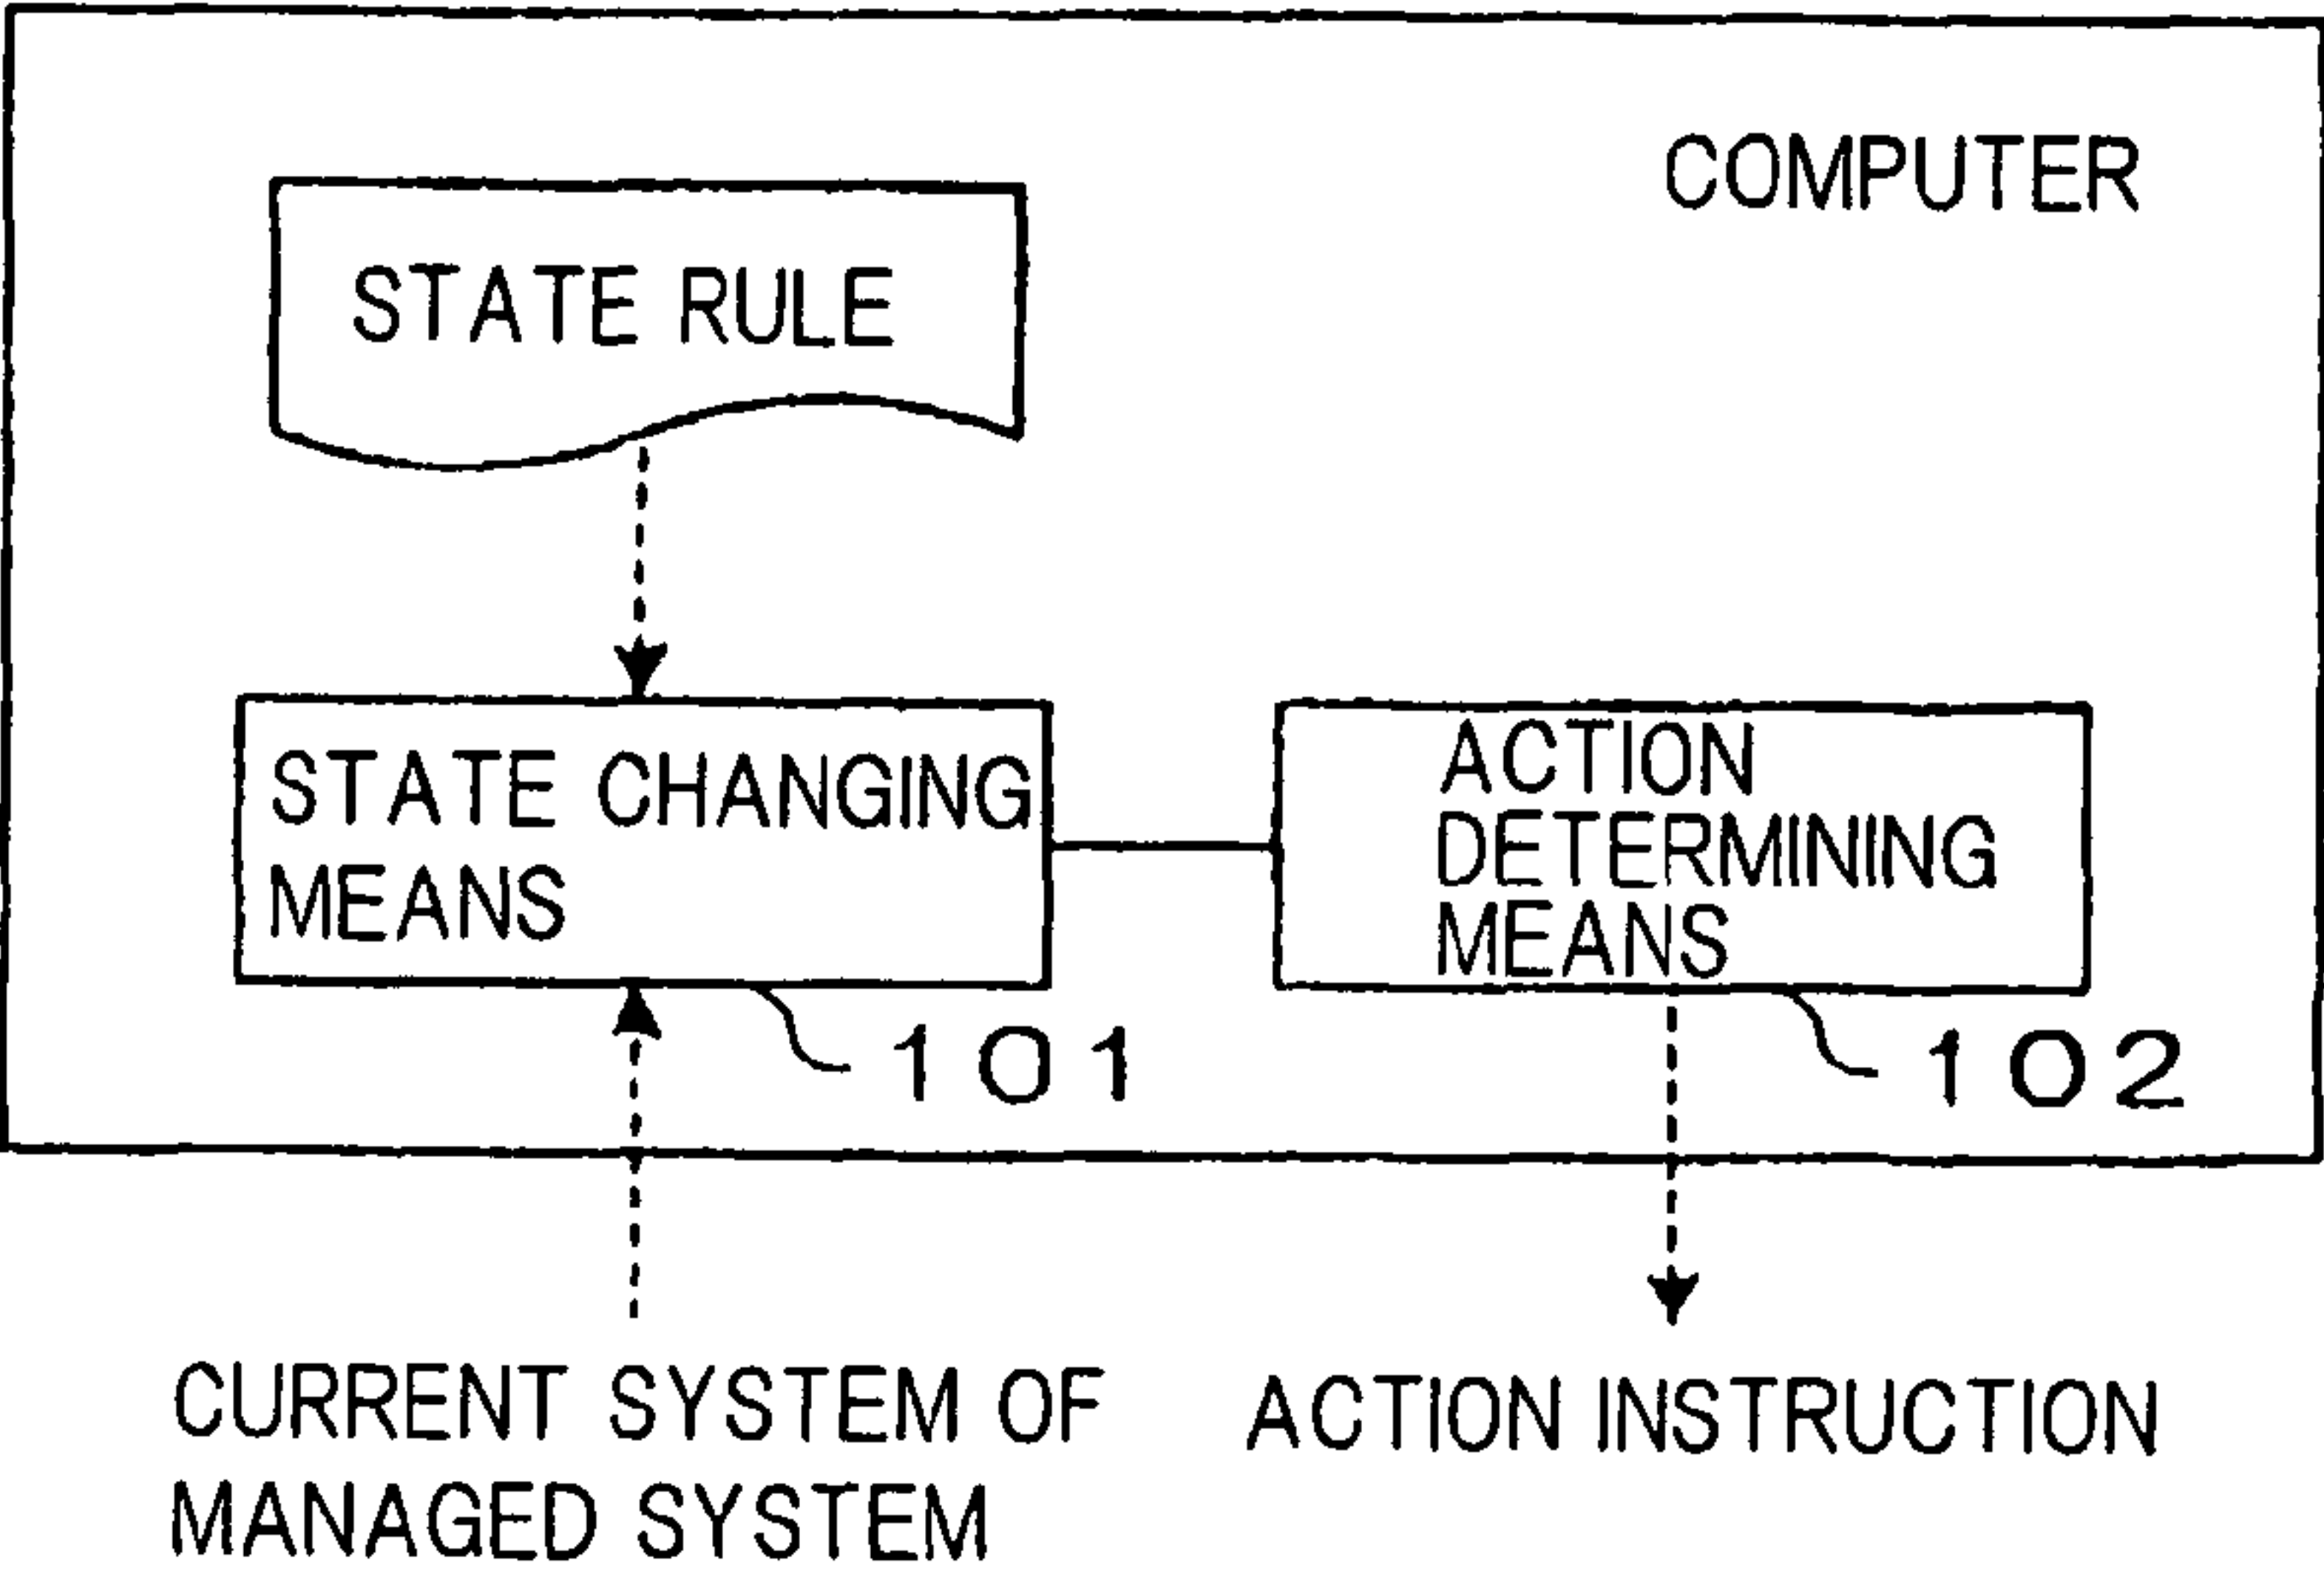 COMPUTER
STATE RULE
STATE CHANGING
MEANS
ACTION
DETERMINING
MEANS
101
102
CURRENT SYSTEM OF
MANAGED SYSTEM
ACTION INSTRUCTION